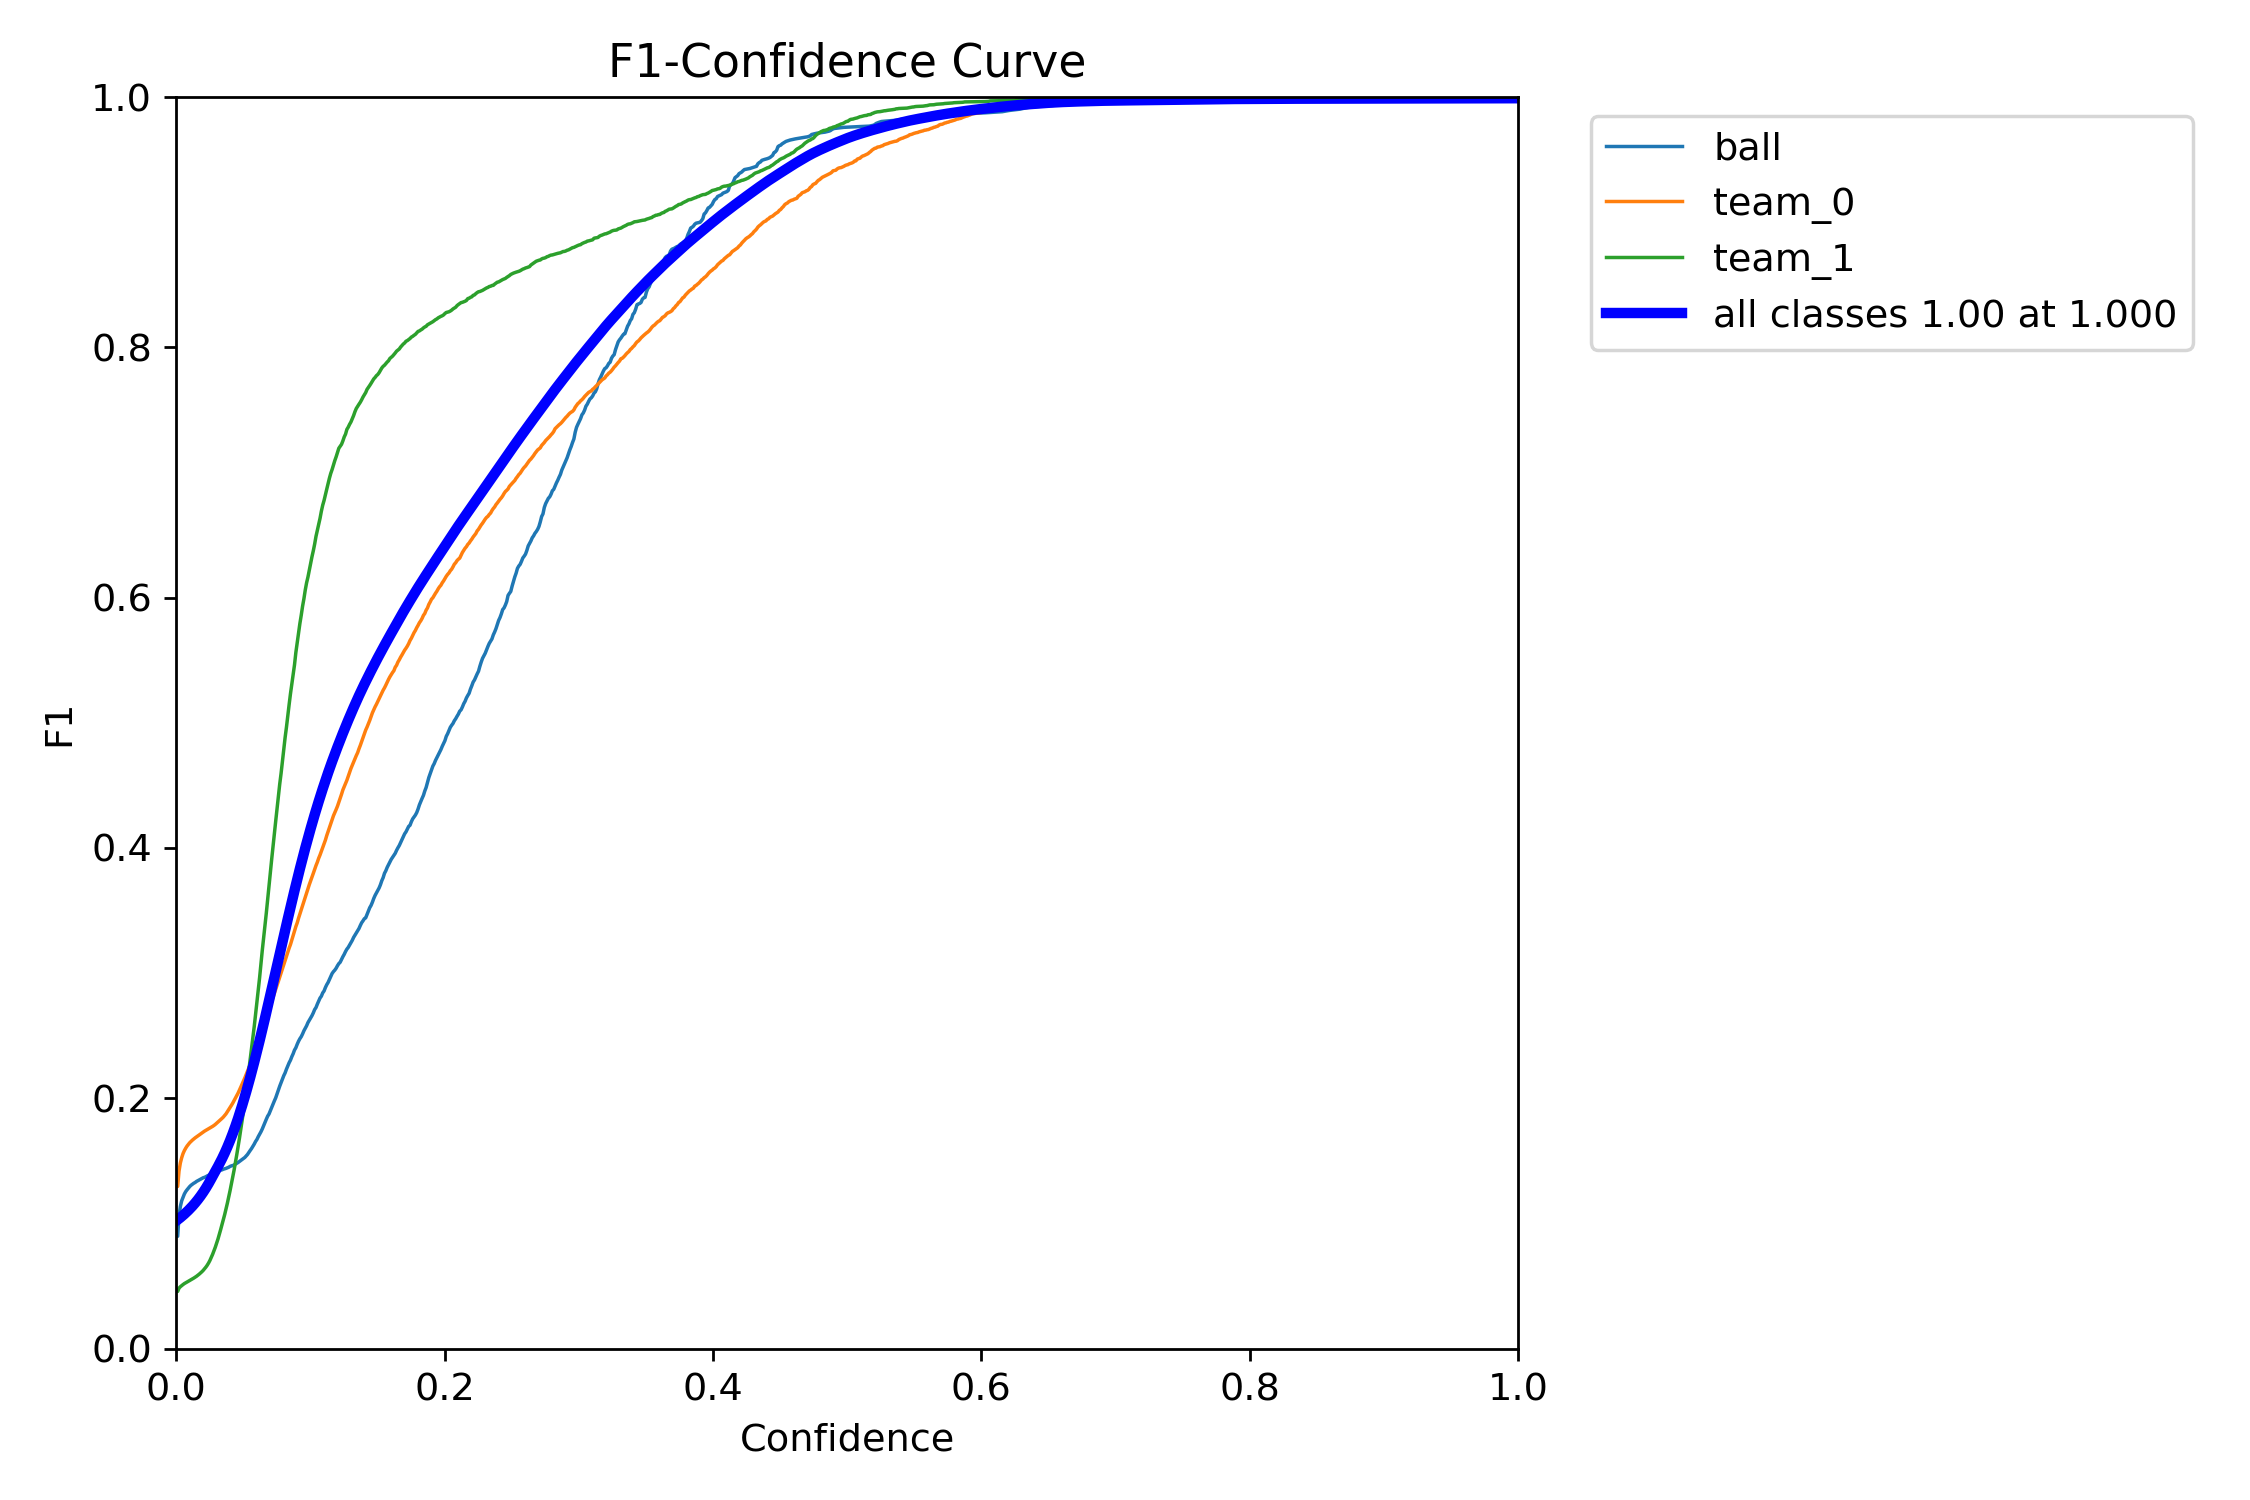 F1-Confidence Curve
1.0
0.8
0.6
0.4
0.2
0.0
F1
0.0 0.2 0.4 0.6 0.8 1.0
Confidence
ball
team_0
team_1
all classes 1.00 at 1.000